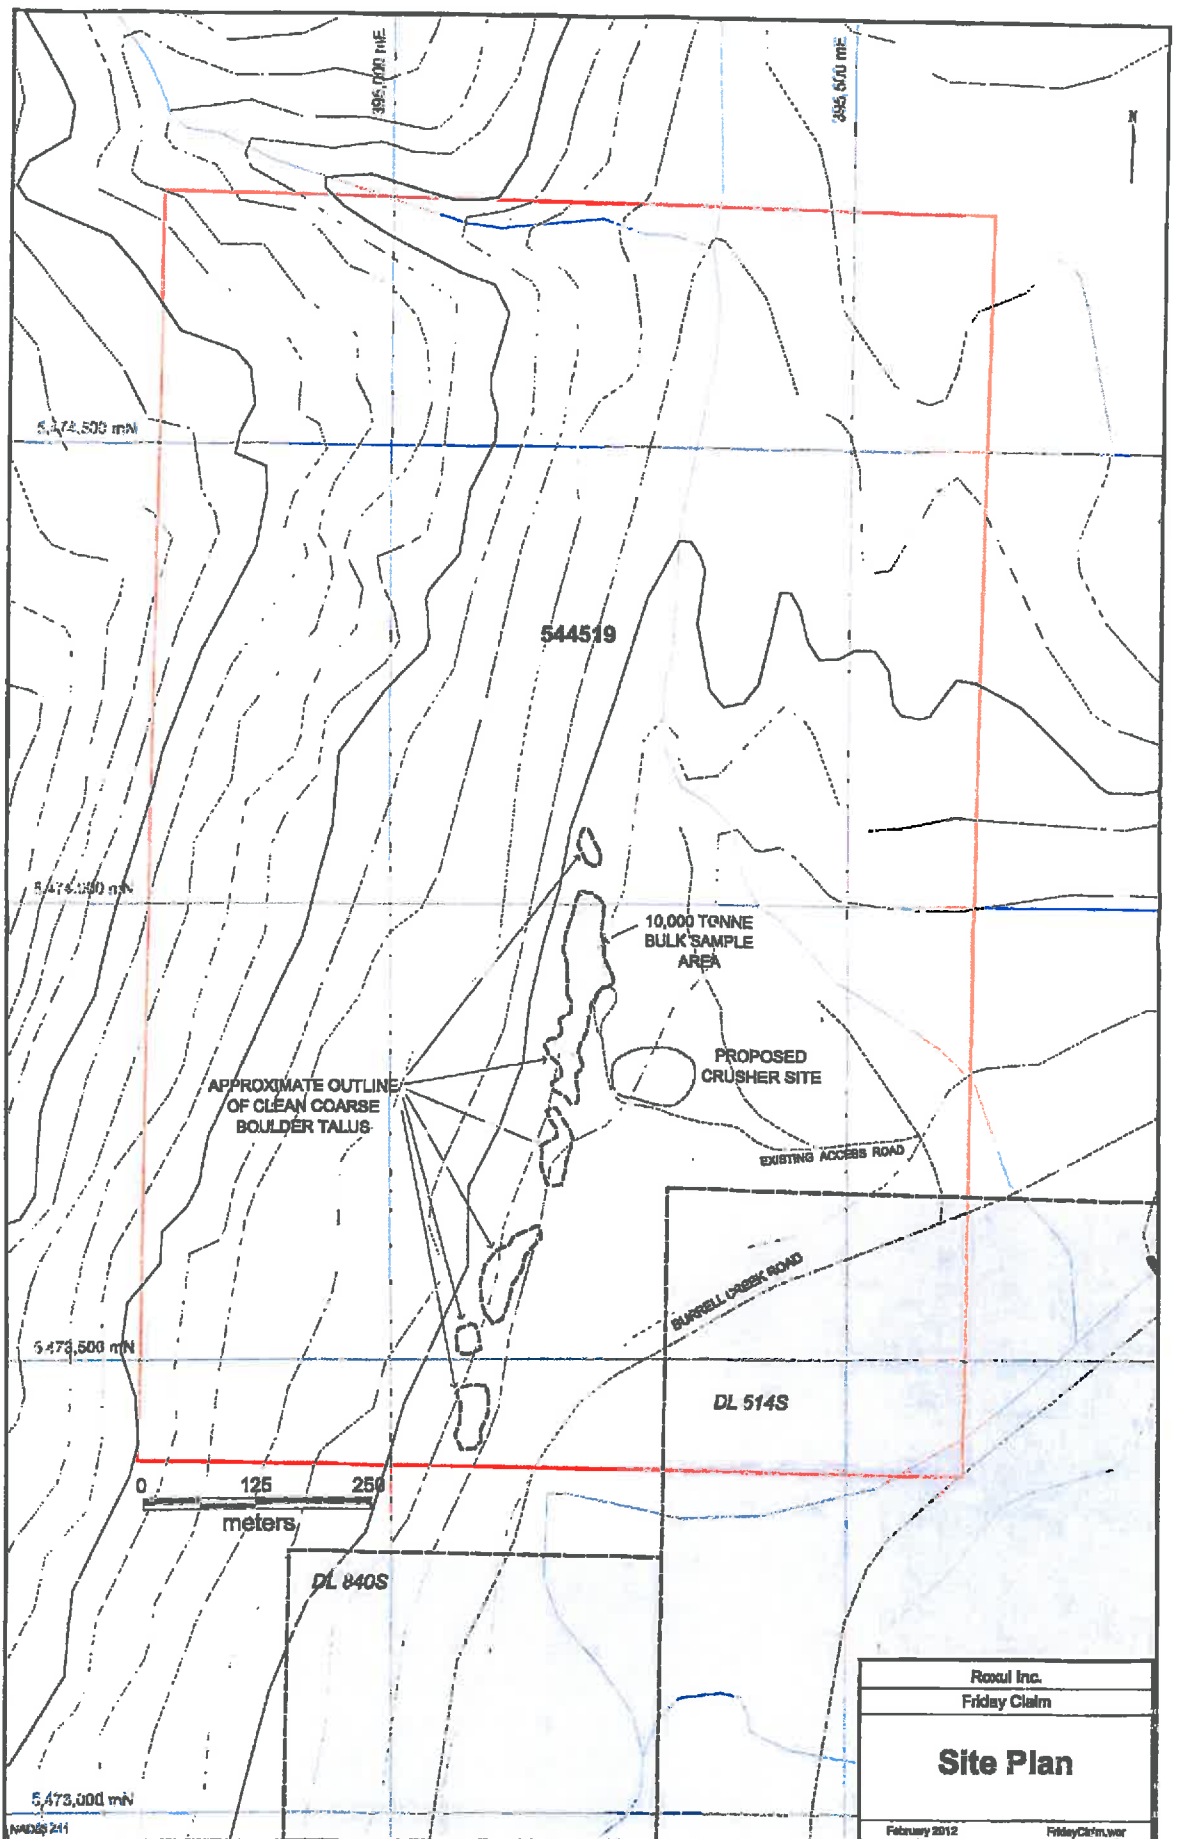 395,000 mE
395,500 mE
N
5,474,500 mN
544519
5,474,000 mN
10,000 TONNE
BULK SAMPLE
AREA
PROPOSED
CRUSHER SITE
APPROXIMATE OUTLINE
OF CLEAN COARSE
BOULDER TALUS
EXISTING ACCESS ROAD
BURRELL CREEK ROAD
5,473,500 mN
DL 514S
0 125 250
meters
DL 840S
Roxul Inc.
Friday Claim
Site Plan
5,473,000 mN
February 2012 FridayClaim.wor